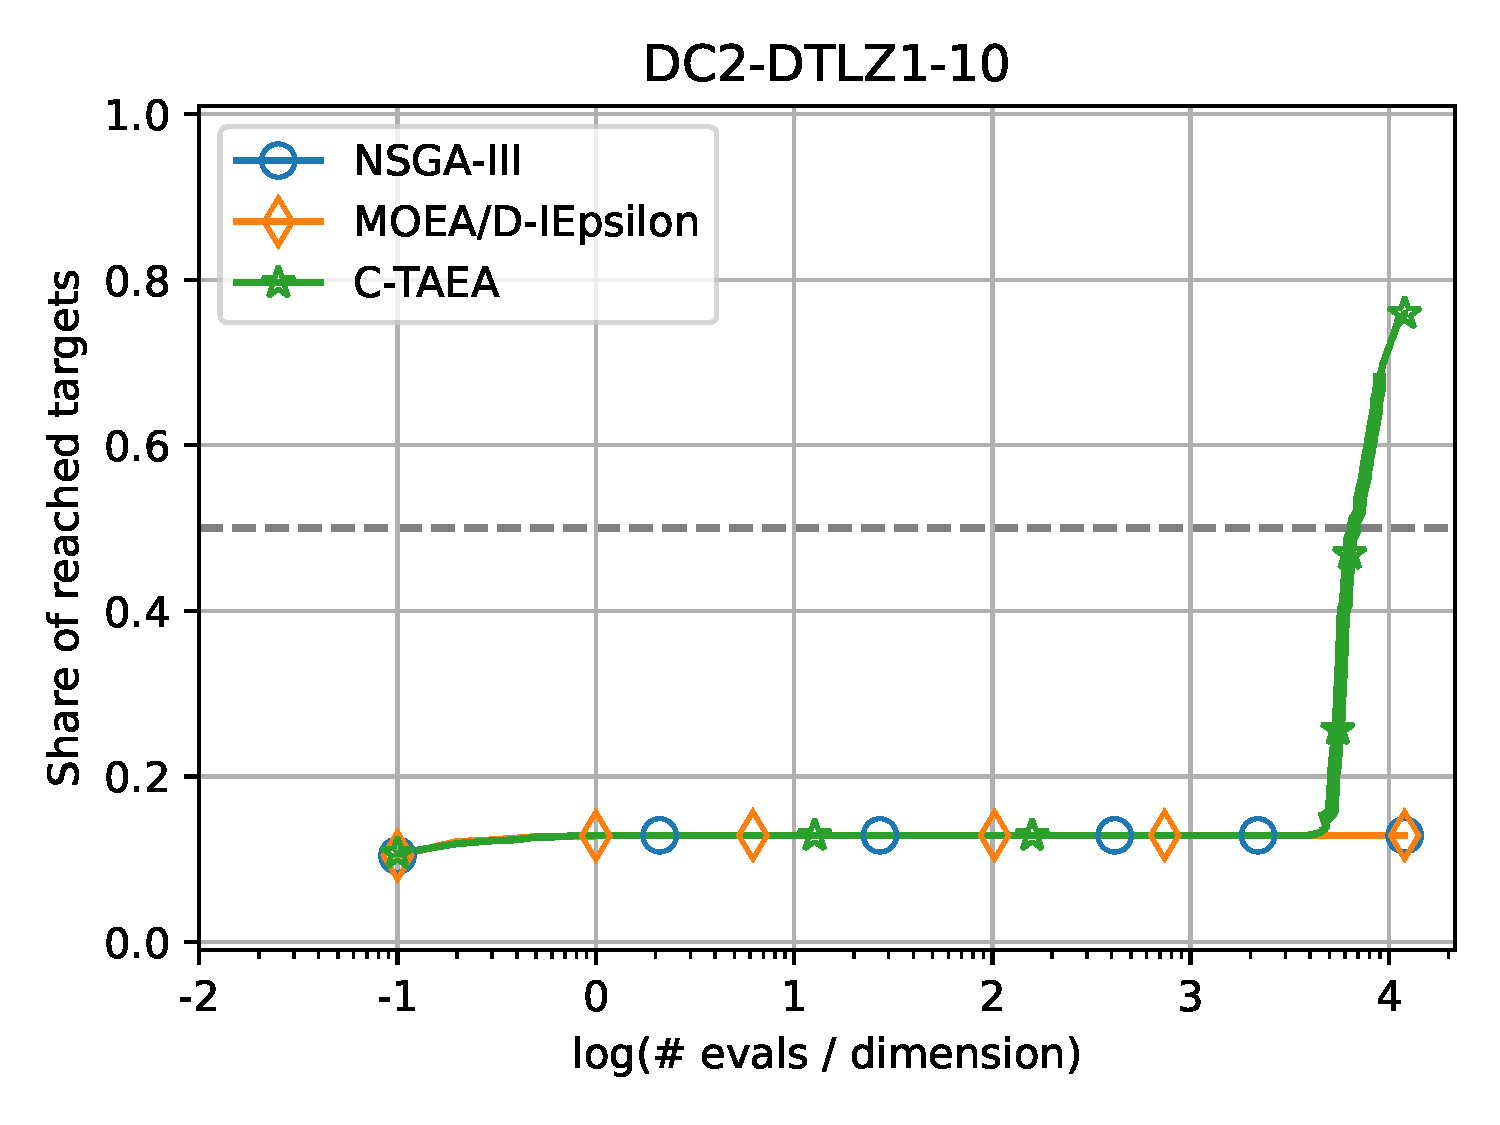 DC2-DTLZ1-10
1.0
0.8
0.6
0.4
0.2
0.0
Share of reached targets
NSGA-III
MOEA/D-IEpsilon
C-TAEA
-2 -1 0 1 2 3 4
log(# evals / dimension)